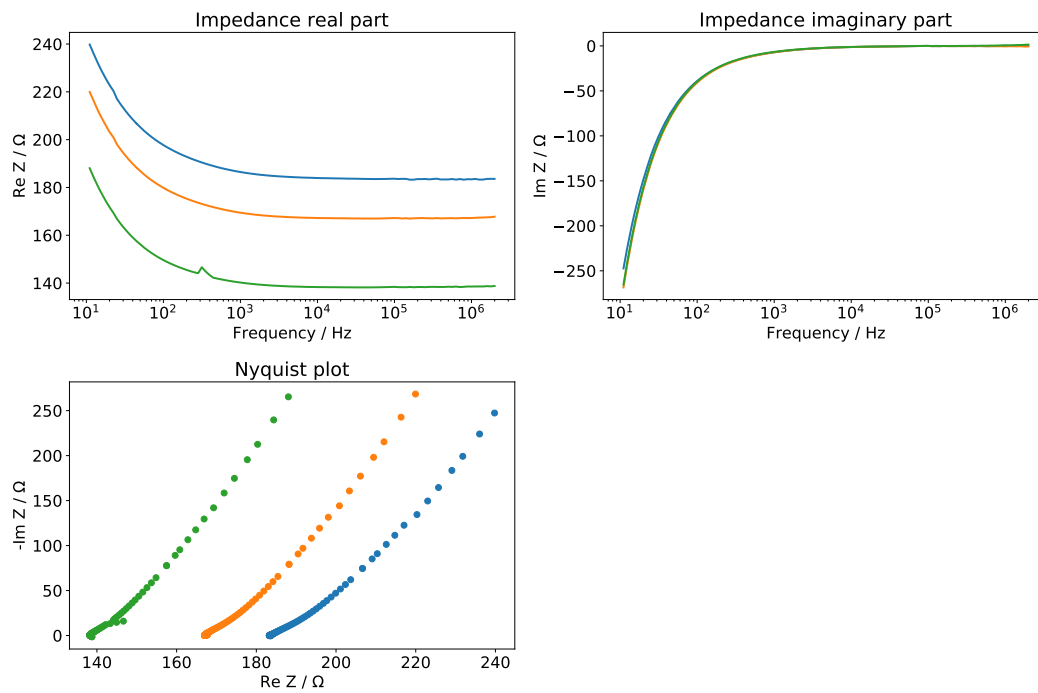 Impedance real part
240
220
200
180
160
140
Re Z / Ω
10¹ 10² 10³ 10⁴ 10⁵ 10⁶
Frequency / Hz
Impedance imaginary part
0
−50
−100
−150
−200
−250
Im Z / Ω
10¹ 10² 10³ 10⁴ 10⁵ 10⁶
Frequency / Hz
Nyquist plot
250
200
150
100
50
0
-Im Z / Ω
140 160 180 200 220 240
Re Z / Ω